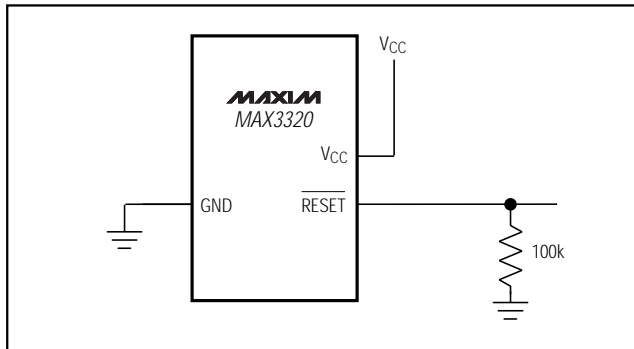 VCC
MAXIM
MAX3320
VCC
GND
RESET
100k